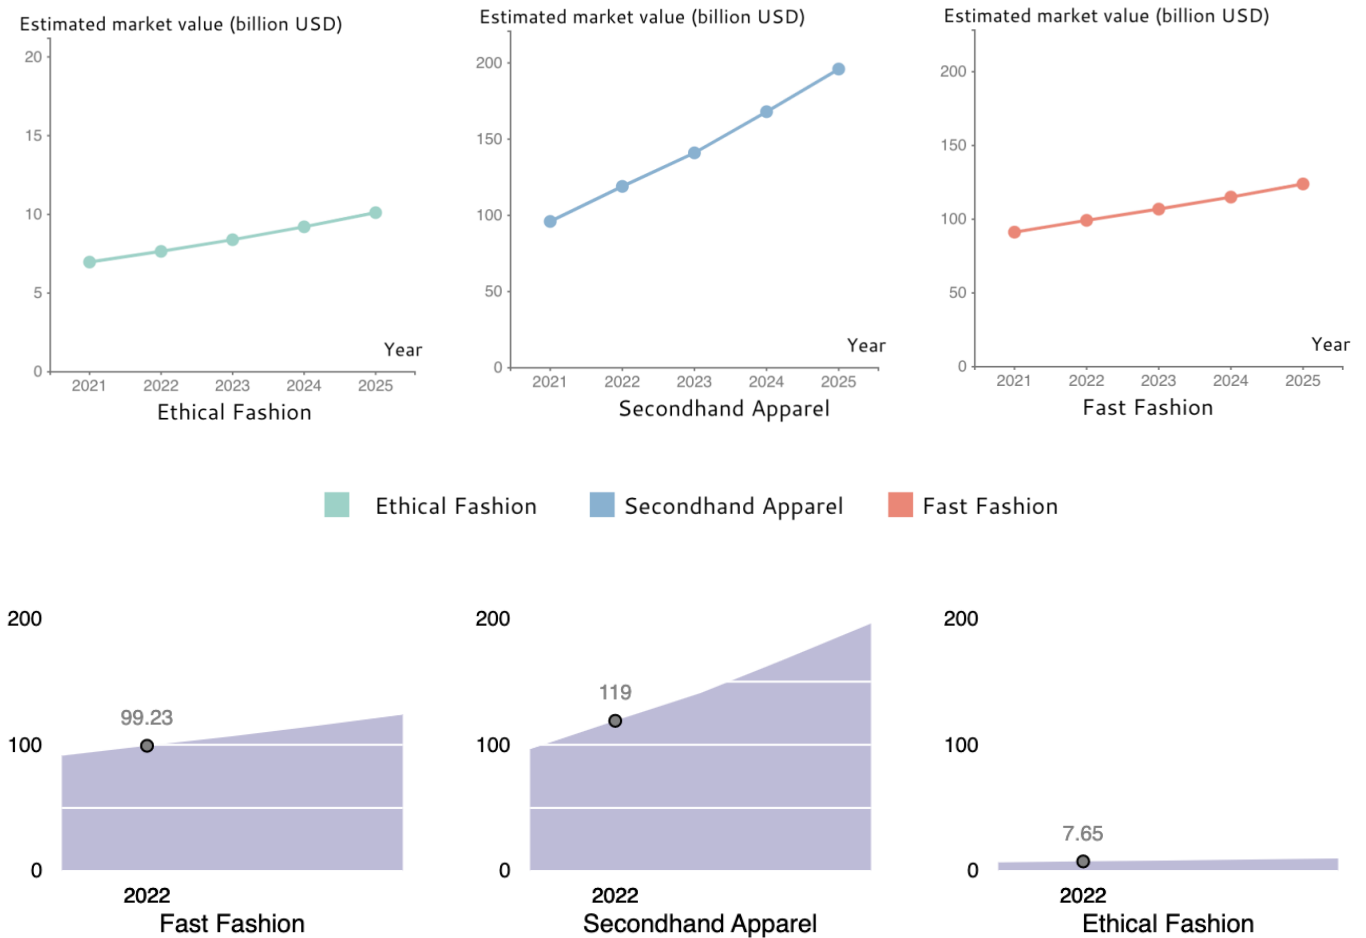 Estimated market value (billion USD)
20
15
10
5
0
2021 2022 2023 2024 2025
Year
Ethical Fashion
Estimated market value (billion USD)
200
150
100
50
0
2021 2022 2023 2024 2025
Year
Secondhand Apparel
Estimated market value (billion USD)
200
150
100
50
0
2021 2022 2023 2024 2025
Year
Fast Fashion
Ethical Fashion Secondhand Apparel Fast Fashion
200
99.23
100
0
2022
Fast Fashion
200
119
100
0
2022
Secondhand Apparel
200
100
7.65
0
2022
Ethical Fashion